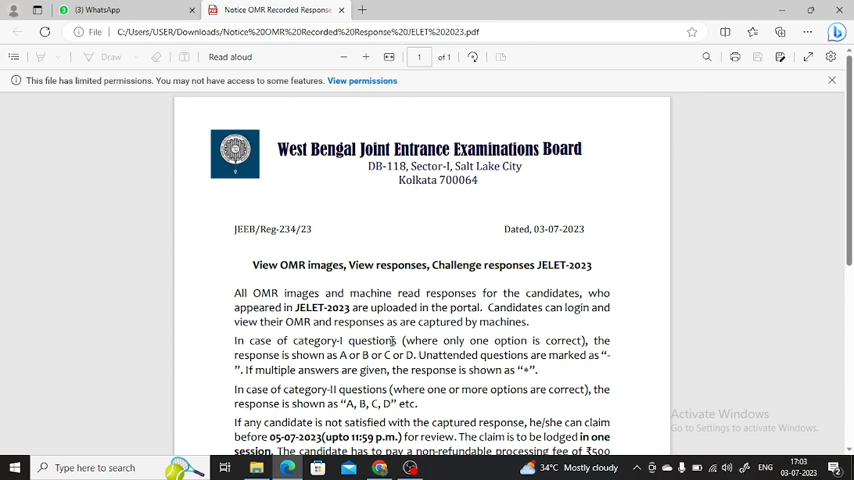 (3) WhatsApp
Notice OMR Recorded Response
File
C:/Users/USER/Downloads/Notice%20OMR%20Recorded%20Response%20JELET%202023.pdf
Draw
Read aloud
1
of 1
This file has limited permissions. You may not have access to some features. View permissions
West Bengal Joint Entrance Examinations Board
DB-118, Sector-I, Salt Lake City
Kolkata 700064
JEEB/Reg-234/23
Dated, 03-07-2023
View OMR images, View responses, Challenge responses JELET-2023
All OMR images and machine read responses for the candidates, who
appeared in JELET-2023 are uploaded in the portal. Candidates can login and
view their OMR and responses as are captured by machines.
In case of category-I questions (where only one option is correct), the
response is shown as A or B or C or D. Unattended questions are marked as “-
”. If multiple answers are given, the response is shown as “*”.
In case of category-II questions (where one or more options are correct), the
response is shown as “A, B, C, D” etc.
If any candidate is not satisfied with the captured response, he/she can claim
before 05-07-2023(upto 11:59 p.m.) for review. The claim is to be lodged in one
session. The candidate has to pay a non-refundable processing fee of ₹500
Activate Windows
Go to Settings to activate Windows.
Type here to search
34°C Mostly cloudy
ENG
17:03
03-07-2023
2